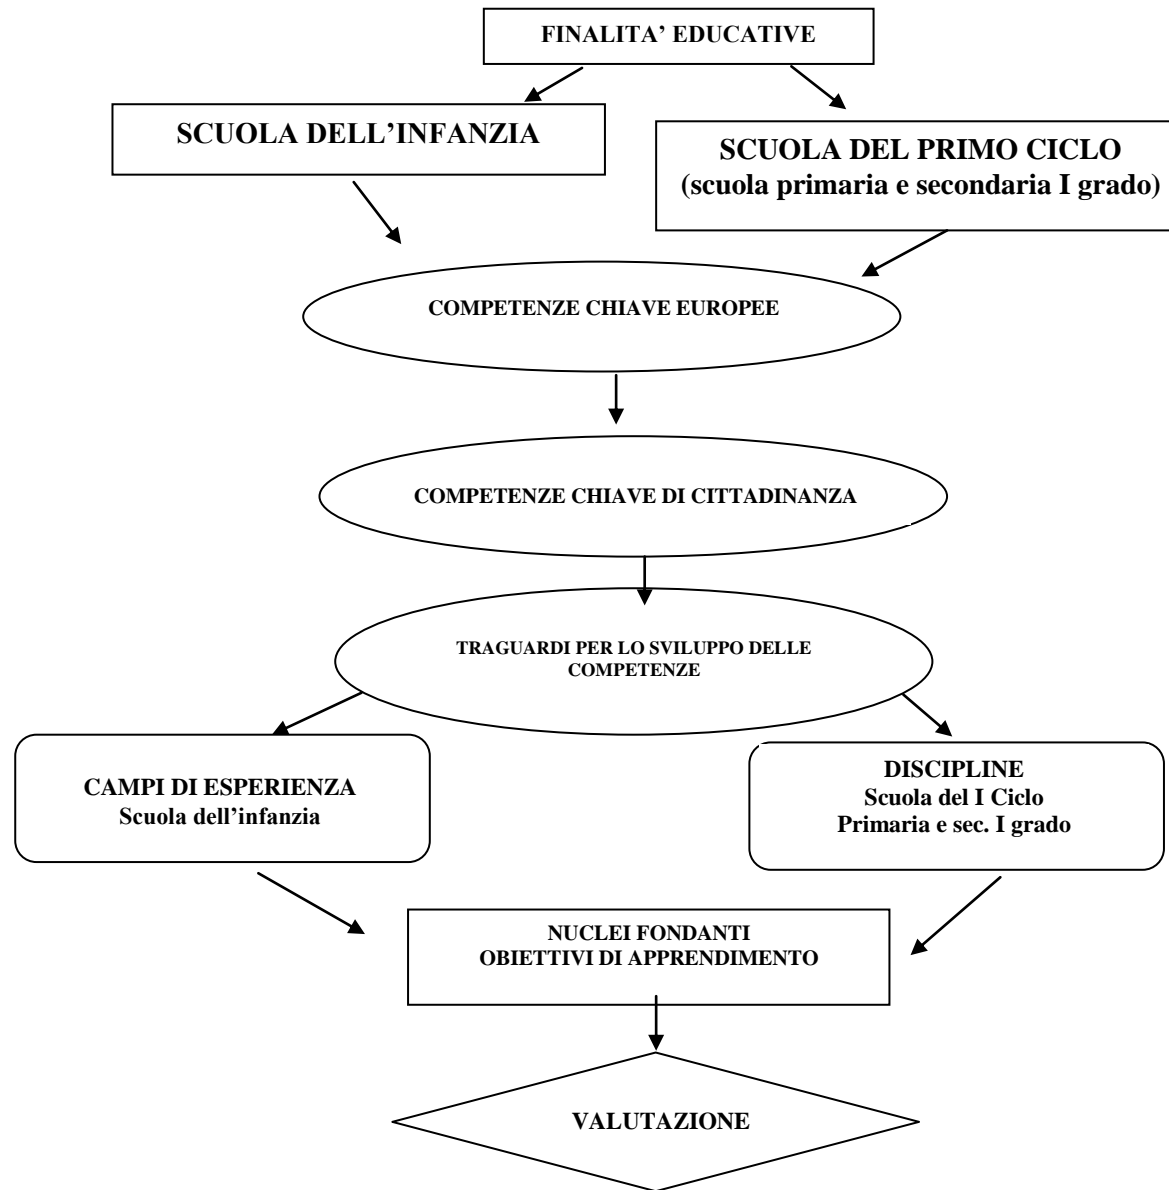 FINALITA’ EDUCATIVE
SCUOLA DELL’INFANZIA
SCUOLA DEL PRIMO CICLO
(scuola primaria e secondaria I grado)
COMPETENZE CHIAVE EUROPEE
COMPETENZE CHIAVE DI CITTADINANZA
TRAGUARDI PER LO SVILUPPO DELLE
COMPETENZE
CAMPI DI ESPERIENZA
Scuola dell’infanzia
DISCIPLINE
Scuola del I Ciclo
Primaria e sec. I grado
NUCLEI FONDANTI
OBIETTIVI DI APPRENDIMENTO
VALUTAZIONE